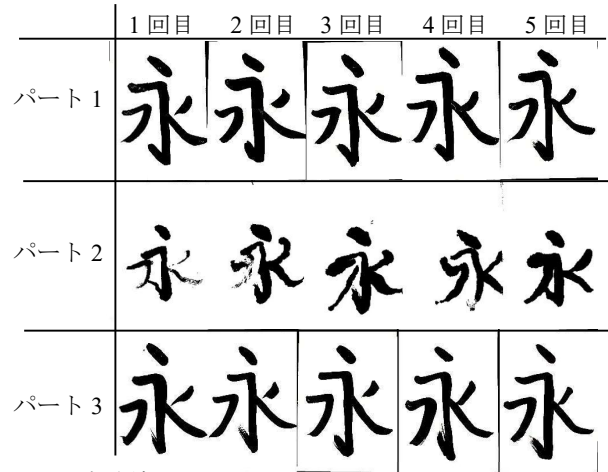 1回目 2回目 3回目 4回目 5回目
パート1 永 永 永 永 永
パート2 永 永 永 永 永
パート3 永 永 永 永 永